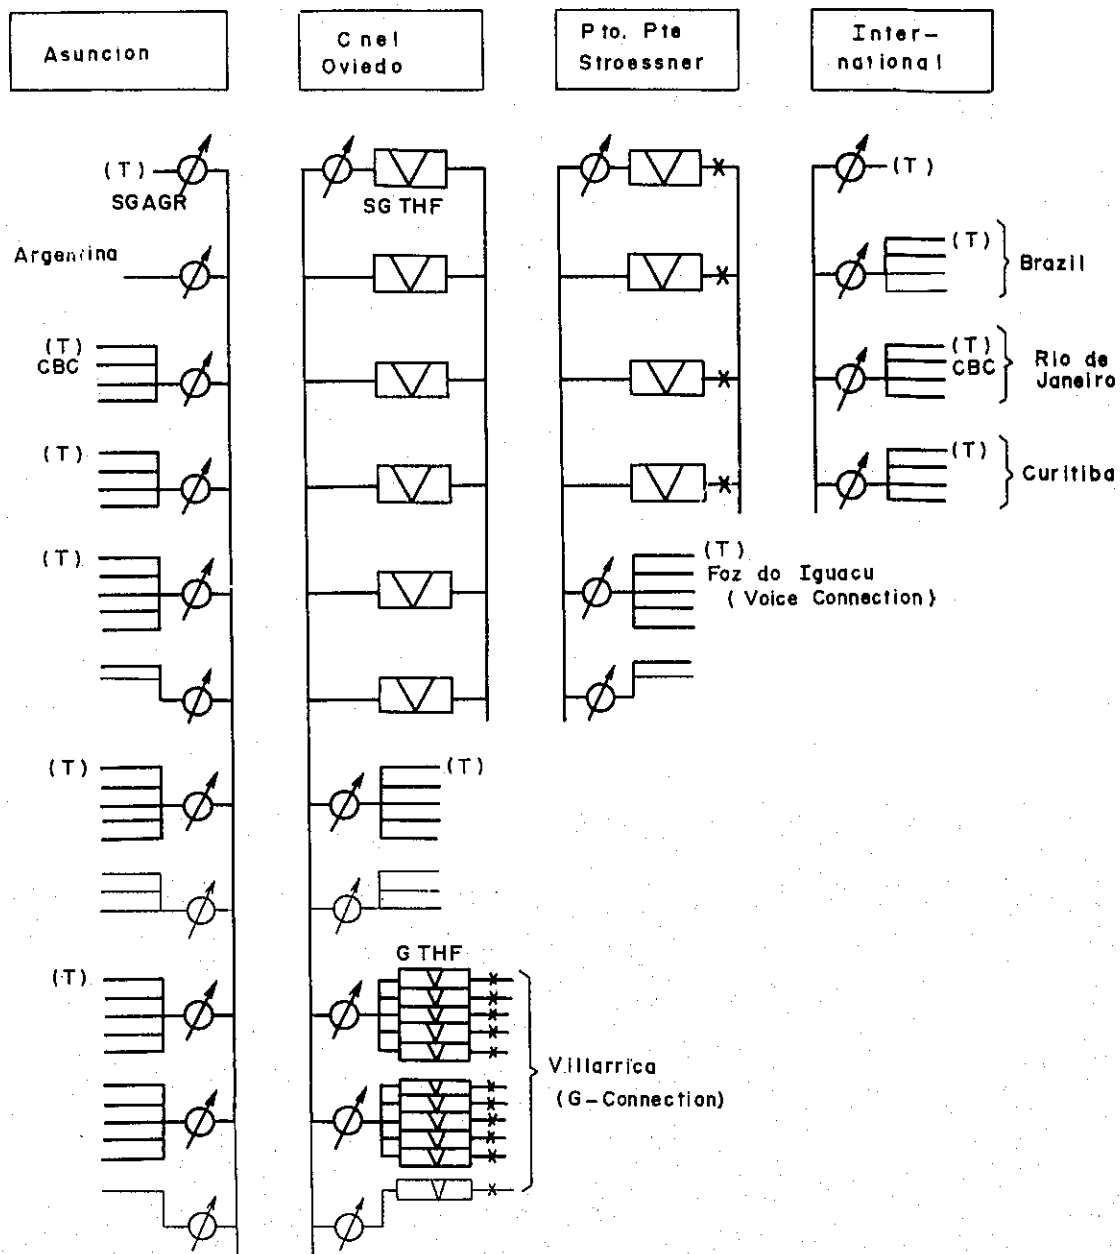 Asuncion
Cnel
Oviedo
Pto. Pte
Stroessner
Inter-
national
(T)
SGAGR
SG THF
(T)
Argentina
(T)
Brazil
(T)
CBC
(T)
CBC
Rio de
Janeiro
(T)
(T)
Curitiba
(T)
(T)
Foz do Iguacu
(Voice Connection)
(T)
(T)
G THF
(T)
Villarrica
(G-Connection)